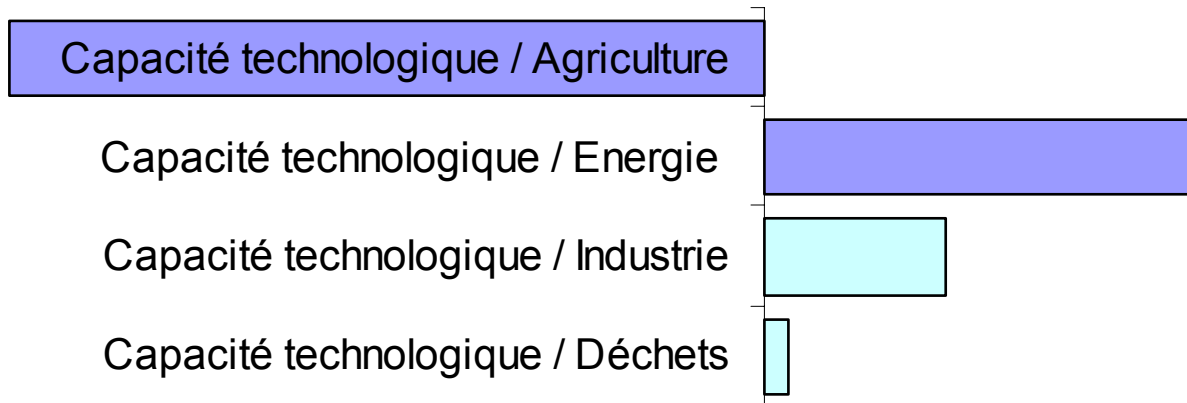 Capacité technologique / Agriculture
Capacité technologique / Energie
Capacité technologique / Industrie
Capacité technologique / Déchets